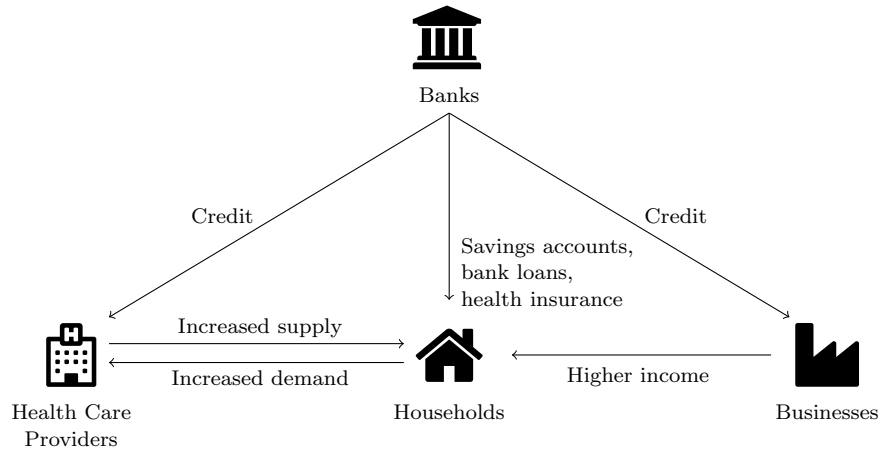 Banks
Credit
Credit
Savings accounts,
bank loans,
health insurance
Increased supply
Increased demand
Higher income
Health Care
Providers
Households
Businesses